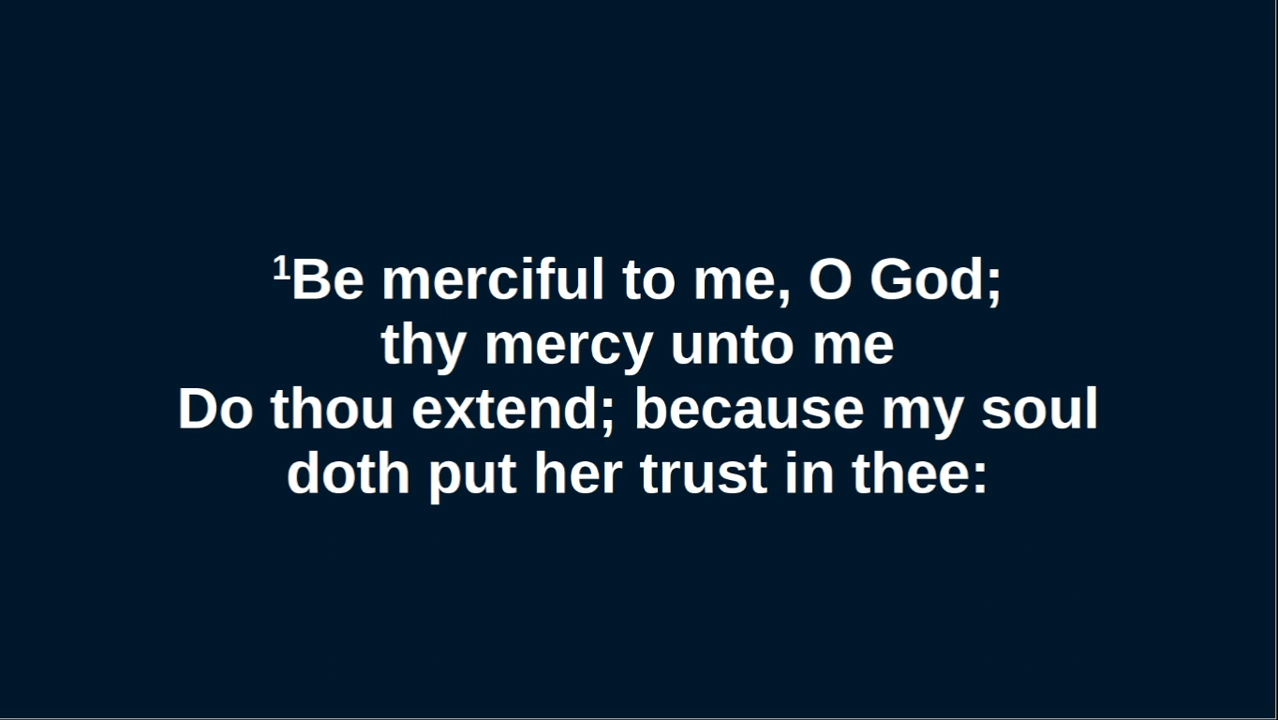 ¹Be merciful to me, O God;
thy mercy unto me
Do thou extend; because my soul
doth put her trust in thee: